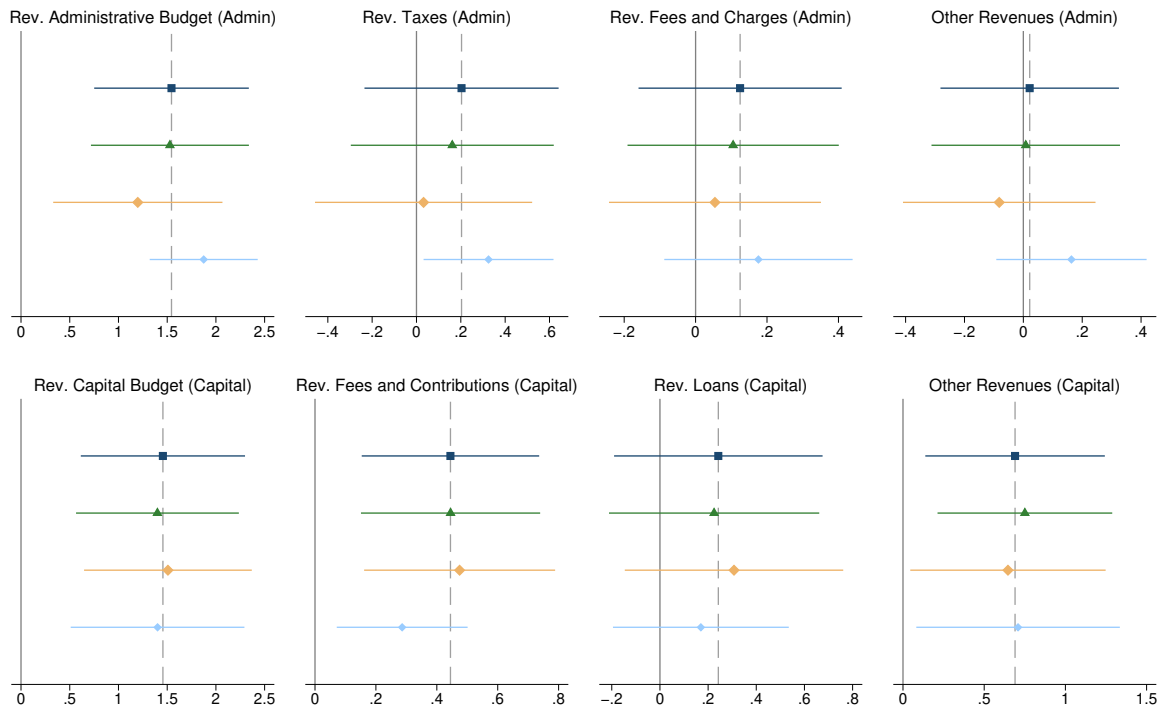 Rev. Administrative Budget (Admin)
Rev. Taxes (Admin)
Rev. Fees and Charges (Admin)
Other Revenues (Admin)
0 .5 1 1.5 2 2.5
−.4 −.2 0 .2 .4 .6
−.2 0 .2 .4
−.4 −.2 0 .2 .4
Rev. Capital Budget (Capital)
Rev. Fees and Contributions (Capital)
Rev. Loans (Capital)
Other Revenues (Capital)
0 .5 1 1.5 2 2.5
0 .2 .4 .6 .8
−.2 0 .2 .4 .6 .8
0 .5 1 1.5